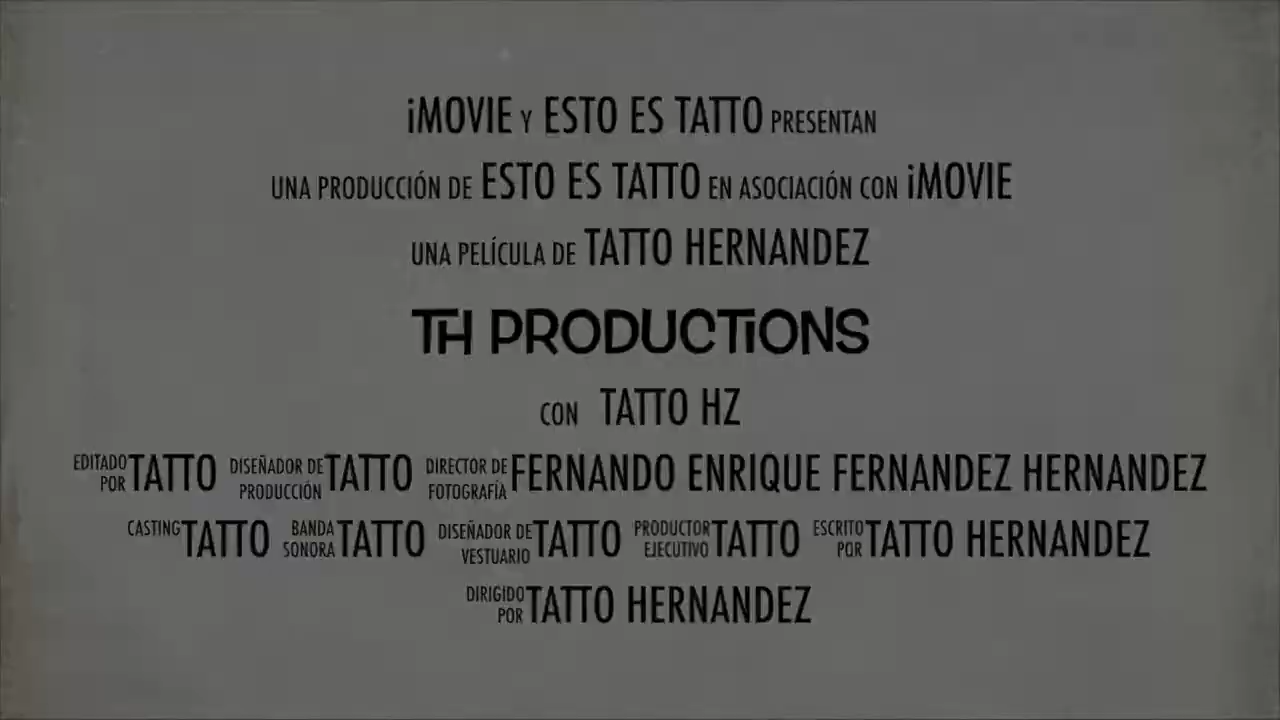 iMOVIE Y ESTO ES TATTO PRESENTAN
UNA PRODUCCIÓN DE ESTO ES TATTO EN ASOCIACIÓN CON iMOVIE
UNA PELÍCULA DE TATTO HERNANDEZ
TH PRODUCTiONS
CON TATTO HZ
EDITADO POR TATTO DISEÑADOR DE PRODUCCIÓN TATTO DIRECTOR DE FOTOGRAFÍA FERNANDO ENRIQUE FERNANDEZ HERNANDEZ
CASTING TATTO BANDA SONORA TATTO DISEÑADOR DE VESTUARIO TATTO PRODUCTOR EJECUTIVO TATTO ESCRITO POR TATTO HERNANDEZ
DIRIGIDO POR TATTO HERNANDEZ